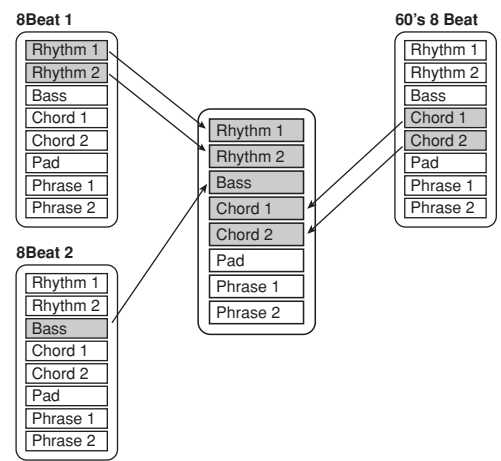 8Beat 1
Rhythm 1
Rhythm 2
Bass
Chord 1
Chord 2
Pad
Phrase 1
Phrase 2
8Beat 2
Rhythm 1
Rhythm 2
Bass
Chord 1
Chord 2
Pad
Phrase 1
Phrase 2
Rhythm 1
Rhythm 2
Bass
Chord 1
Chord 2
Pad
Phrase 1
Phrase 2
60's 8 Beat
Rhythm 1
Rhythm 2
Bass
Chord 1
Chord 2
Pad
Phrase 1
Phrase 2